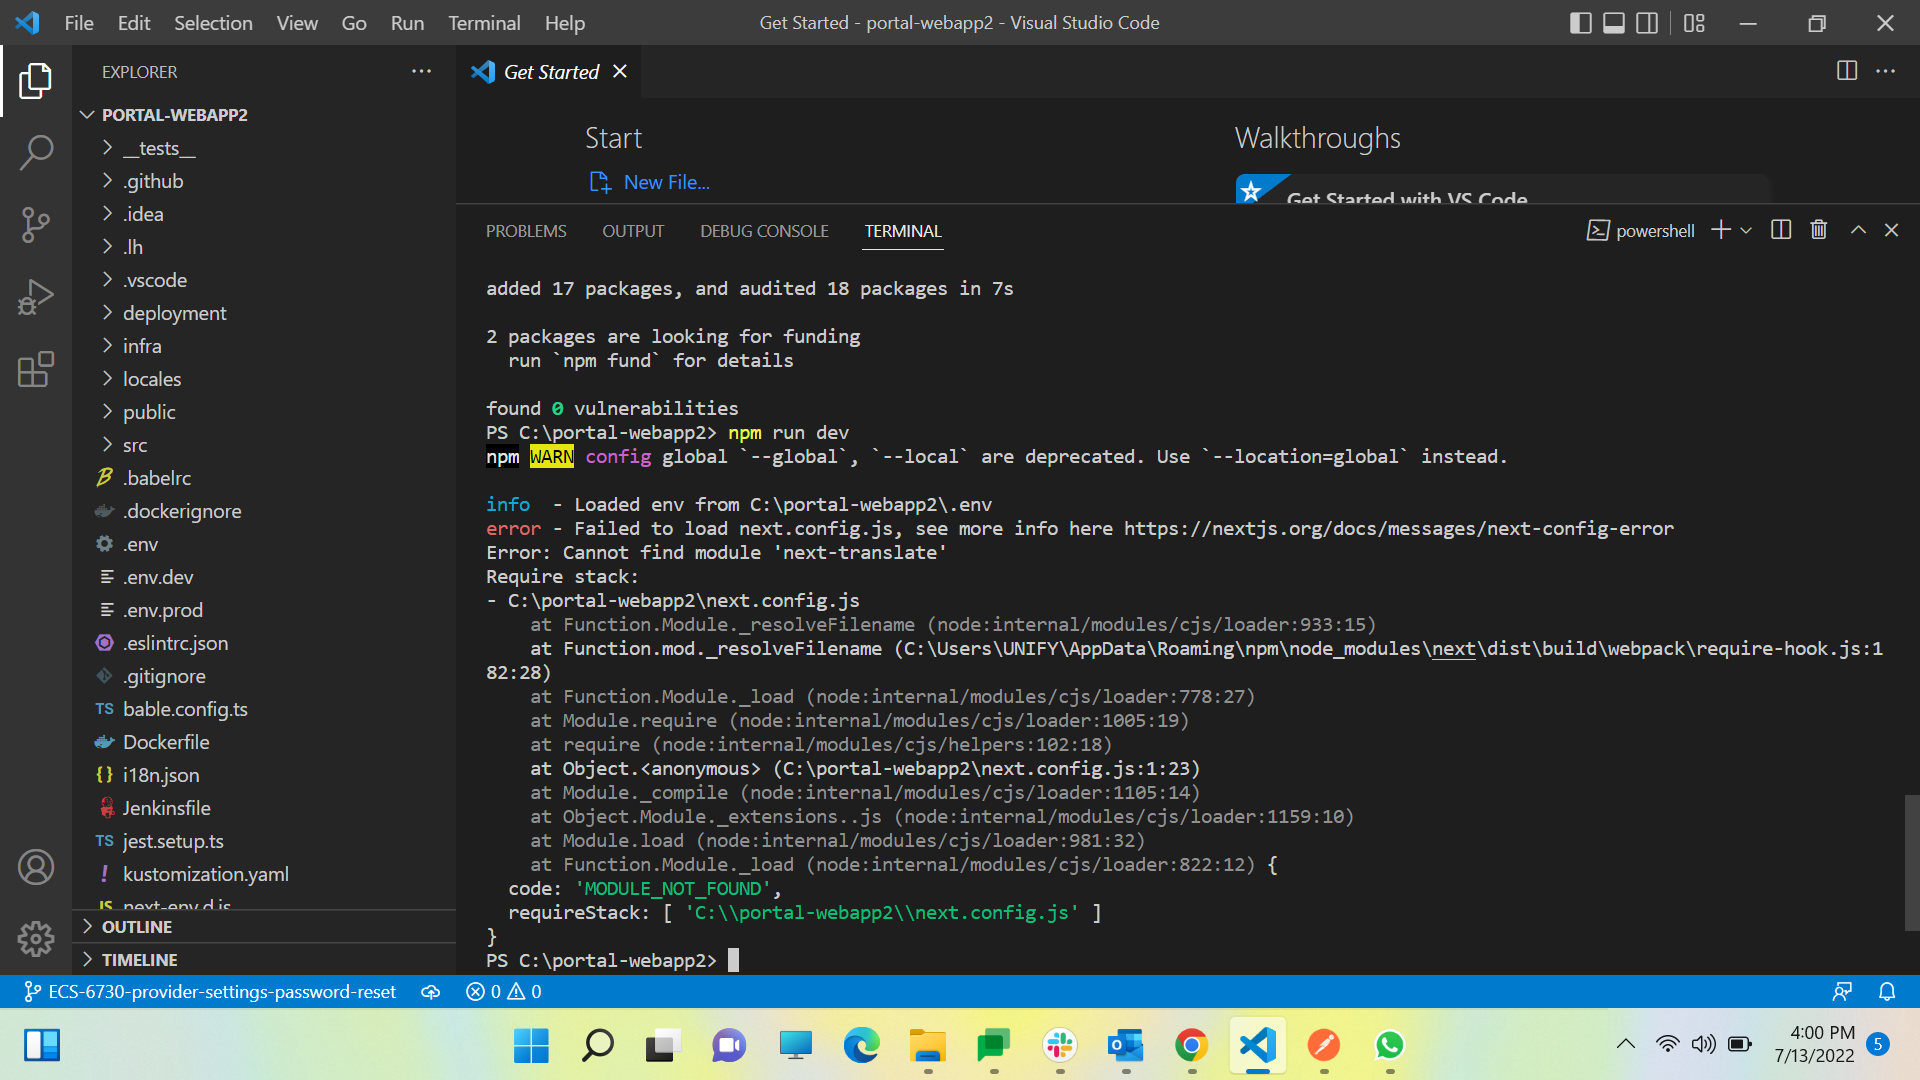 File Edit Selection View Go Run Terminal Help
Get Started - portal-webapp2 - Visual Studio Code
EXPLORER
PORTAL-WEBAPP2
__tests__
.github
.idea
.lh
.vscode
deployment
infra
locales
public
src
.babelrc
.dockerignore
.env
.env.dev
.env.prod
.eslintrc.json
.gitignore
TS bable.config.ts
Dockerfile
{} i18n.json
Jenkinsfile
TS jest.setup.ts
! kustomization.yaml
JS next-env.d.js
OUTLINE
TIMELINE
Get Started
Start
New File...
Walkthroughs
Get Started with VS Code
PROBLEMS OUTPUT DEBUG CONSOLE TERMINAL
powershell
added 17 packages, and audited 18 packages in 7s
2 packages are looking for funding
run `npm fund` for details
found 0 vulnerabilities
PS C:\portal-webapp2> npm run dev
npm WARN config global `--global`, `--local` are deprecated. Use `--location=global` instead.
info - Loaded env from C:\portal-webapp2\.env
error - Failed to load next.config.js, see more info here https://nextjs.org/docs/messages/next-config-error
Error: Cannot find module 'next-translate'
Require stack:
- C:\portal-webapp2\next.config.js
at Function.Module._resolveFilename (node:internal/modules/cjs/loader:933:15)
at Function.mod._resolveFilename (C:\Users\UNIFY\AppData\Roaming\npm\node_modules\next\dist\build\webpack\require-hook.js:1
82:28)
at Function.Module._load (node:internal/modules/cjs/loader:778:27)
at Module.require (node:internal/modules/cjs/loader:1005:19)
at require (node:internal/modules/cjs/helpers:102:18)
at Object.<anonymous> (C:\portal-webapp2\next.config.js:1:23)
at Module._compile (node:internal/modules/cjs/loader:1105:14)
at Object.Module._extensions..js (node:internal/modules/cjs/loader:1159:10)
at Module.load (node:internal/modules/cjs/loader:981:32)
at Function.Module._load (node:internal/modules/cjs/loader:822:12) {
code: 'MODULE_NOT_FOUND',
requireStack: [ 'C:\\portal-webapp2\\next.config.js' ]
}
PS C:\portal-webapp2>
ECS-6730-provider-settings-password-reset 0 0
4:00 PM
7/13/2022
5